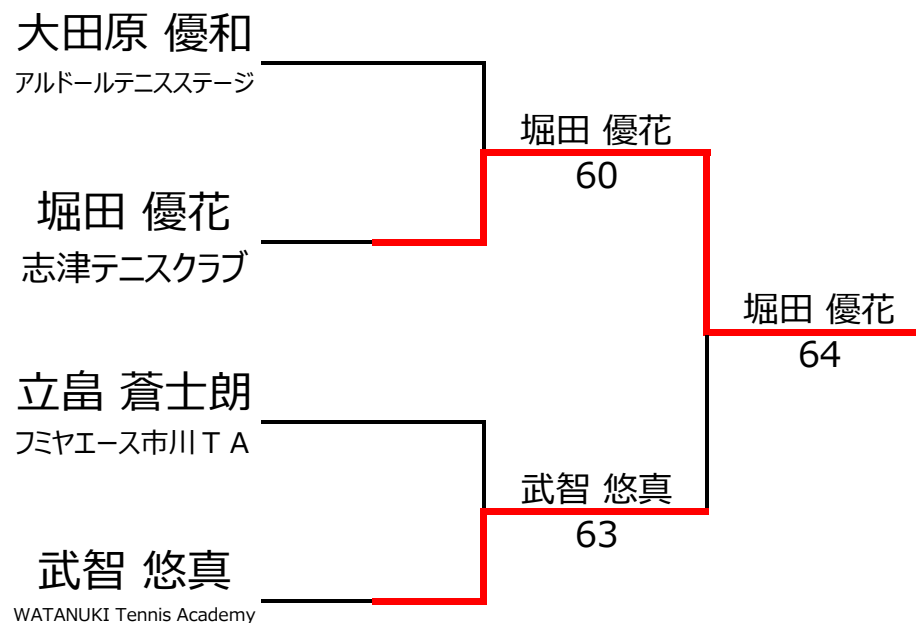 大田原 優和
アルドールテニスステージ
堀田 優花
60
堀田 優花
志津テニスクラブ
堀田 優花
64
立畠 蒼士朗
フミヤエース市川ＴＡ
武智 悠真
63
武智 悠真
WATANUKI Tennis Academy